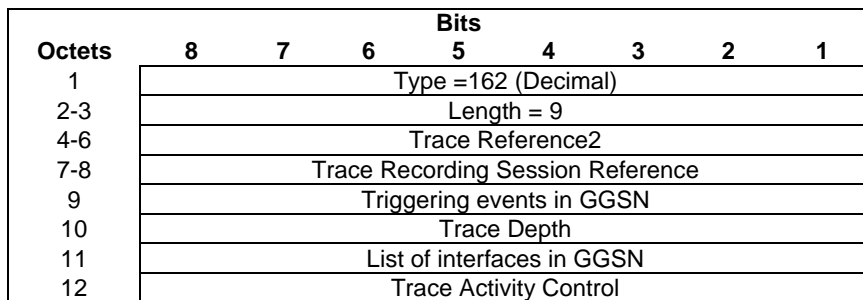 Bits
Octets 8 7 6 5 4 3 2 1
1 Type =162 (Decimal)
2-3 Length = 9
4-6 Trace Reference2
7-8 Trace Recording Session Reference
9 Triggering events in GGSN
10 Trace Depth
11 List of interfaces in GGSN
12 Trace Activity Control